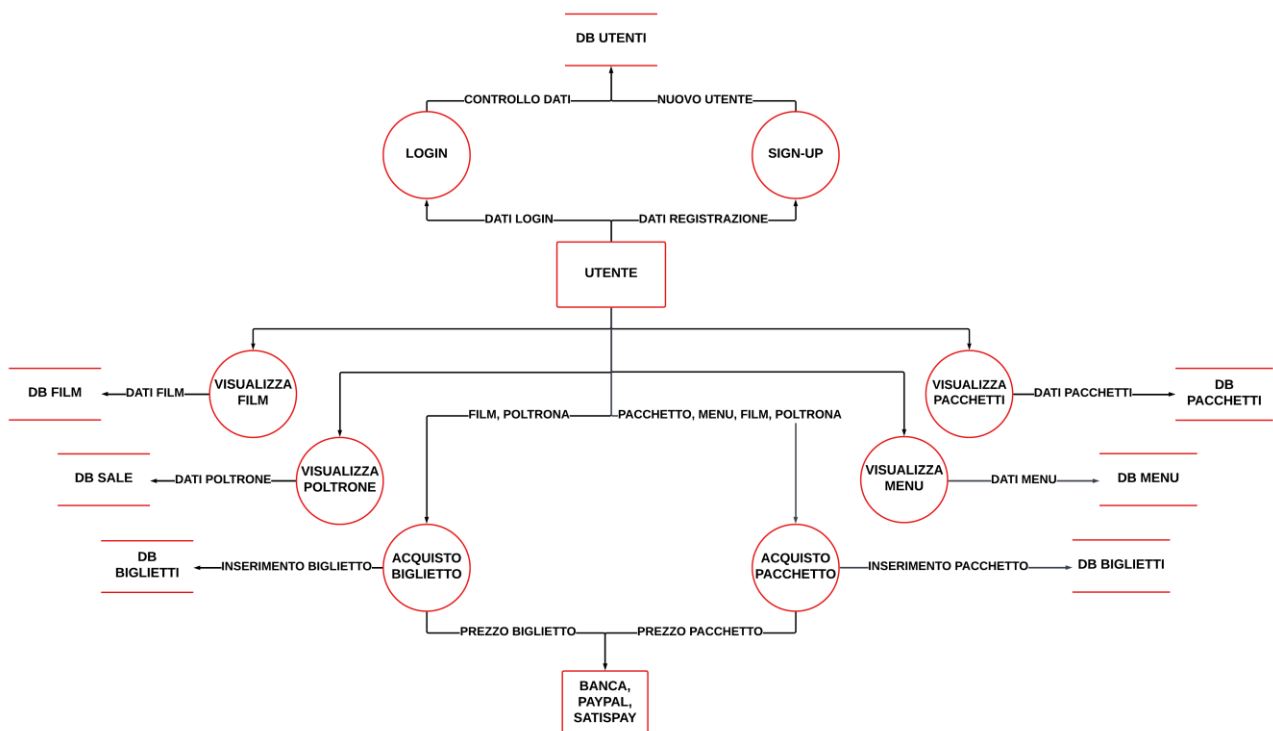 DB UTENTI
CONTROLLO DATI
NUOVO UTENTE
LOGIN
SIGN-UP
DATI LOGIN
DATI REGISTRAZIONE
UTENTE
DB FILM
DATI FILM
VISUALIZZA
FILM
VISUALIZZA
PACCHETTI
DATI PACCHETTI
DB
PACCHETTI
FILM, POLTRONA
PACCHETTO, MENU, FILM, POLTRONA
DB SALE
DATI POLTRONE
VISUALIZZA
POLTRONE
VISUALIZZA
MENU
DATI MENU
DB MENU
DB
BIGLIETTI
INSERIMENTO BIGLIETTO
ACQUISTO
BIGLIETTO
ACQUISTO
PACCHETTO
INSERIMENTO PACCHETTO
DB BIGLIETTI
PREZZO BIGLIETTO
PREZZO PACCHETTO
BANCA,
PAYPAL,
SATISPAY